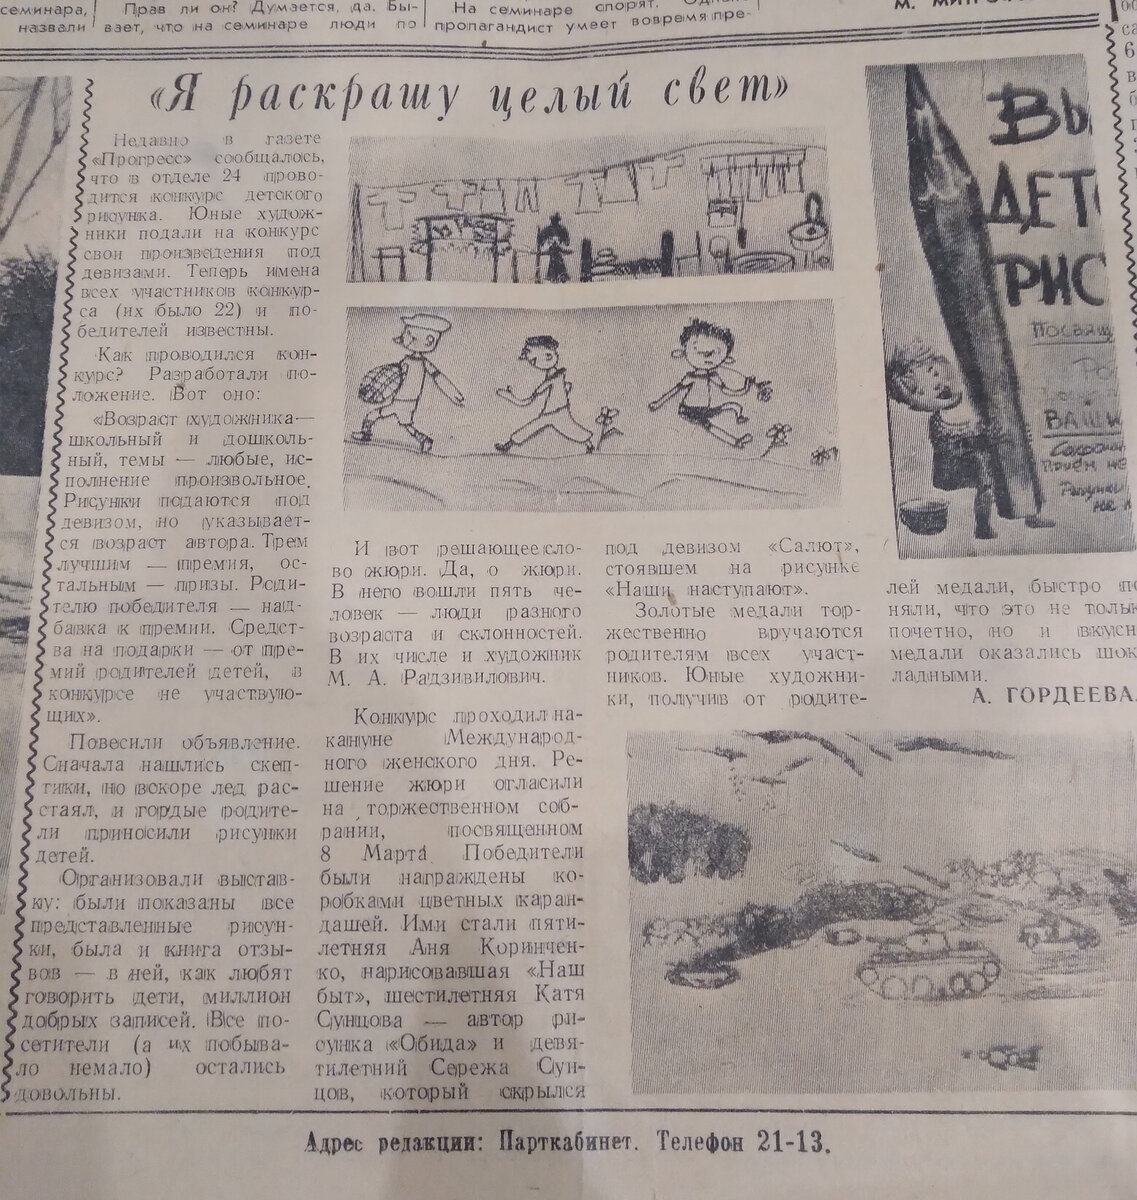 семинара,
назвали
Прав ли он? Думается, да. Бы-
вает, что на семинаре люди по
На семинаре спорят.
пропагандист умеет вовремя пре-
«Я раскрашу целый свет»
Недавно в газете
«Прогресс» сообщалось,
что в отделе 24 прово-
дится конкурс детского
рисунка. Юные худож-
ники подали на конкурс
свои произведения под
девизами. Теперь имена
всех участников конкур-
са (их было 22) и по-
бедителей известны.
Как проводился кон-
курс? Разработали по-
ложение. Вот оно:
«Возраст художника—
школьный и дошколь-
ный, темы — любые, ис-
полнение произвольное.
Рисунки подаются под
девизом, но указывает-
ся возраст автора. Трем
лучшим — премия, ос-
тальным — призы. Роди-
телю победителя — над-
бавка к премии. Средст-
ва на подарки — от пре-
мий родителей детей, в
конкурсе не участвую-
щих».
Повесили объявление.
Сначала нашлись скеп-
тики, но вскоре лед рас-
таял, и гордые родите-
ли приносили рисунки
детей.
Организовали выстав-
ку: были показаны все
представленные рисун-
ки, была и книга отзы-
вов — в ней, как любят
говорить дети, миллион
добрых записей. Все по-
сетители (а их побыва-
ло немало) остались
довольны.
И вот решающее сло-
во жюри. Да, о жюри.
В него вошли пять че-
ловек — люди разного
возраста и склонностей.
В их числе и художник
М. А. Радзивилович.
Конкурс проходил на-
кануне Международ-
ного женского дня. Ре-
шение жюри огласили
на торжественном соб-
рании, посвященном
8 Марта. Победители
были награждены ко-
робками цветных каран-
дашей. Ими стали пяти-
летняя Аня Коринчен-
ко, нарисовавшая «Наш
быт», шестилетняя Катя
Сунцова — автор ри-
сунка «Обида» и девя-
тилетний Сережа Сун-
цов, который скрылся
под девизом «Салют»,
стоявшем на рисунке
«Наши наступают».
Золотые медали тор-
жественно вручаются
родителям всех участ-
ников. Юные художни-
ки, получив от родите-
лей медали, быстро по
няли, что это не тольк
почетно, но и вкусн
медали оказались шок
ладными.
А. ГОРДЕЕВА.
ВЫ
ДЕТ
РИС
Посвящ
ВАШИ
Адрес редакции: Парткабинет. Телефон 21-13.